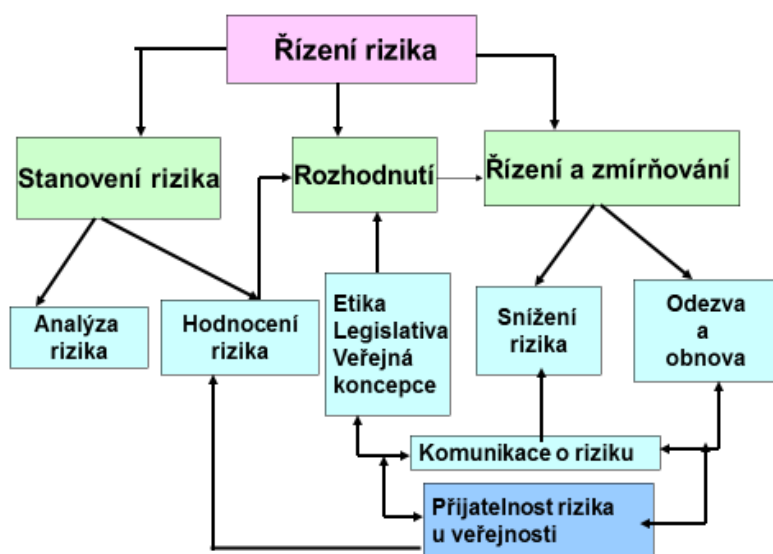 Řízení rizika
Stanovení rizika
Rozhodnutí
Řízení a zmírňování
Analýza
rizika
Hodnocení
rizika
Etika
Legislativa
Veřejná
koncepce
Snížení
rizika
Odezva
a
obnova
Komunikace o riziku
Přijatelnost rizika
u veřejnosti